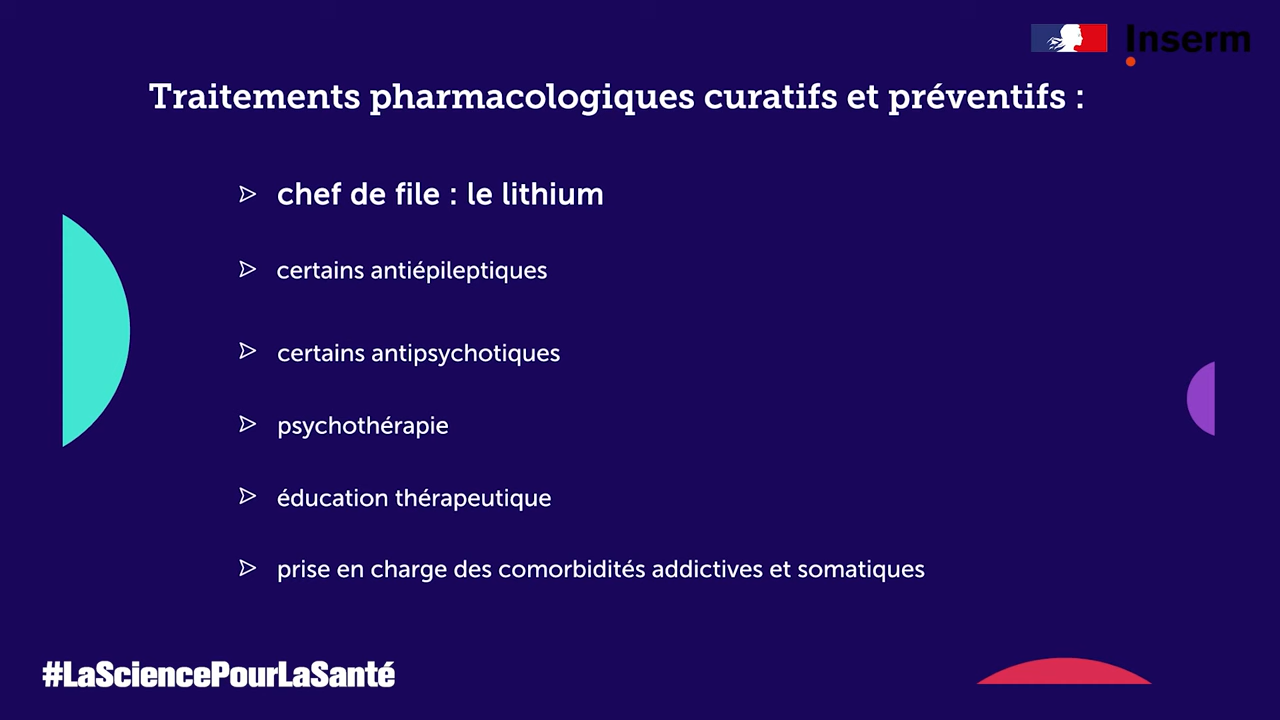 Inserm
Traitements pharmacologiques curatifs et préventifs :
chef de file : le lithium
certains antiépileptiques
certains antipsychotiques
psychothérapie
éducation thérapeutique
prise en charge des comorbidités addictives et somatiques
#LaSciencePourLaSanté